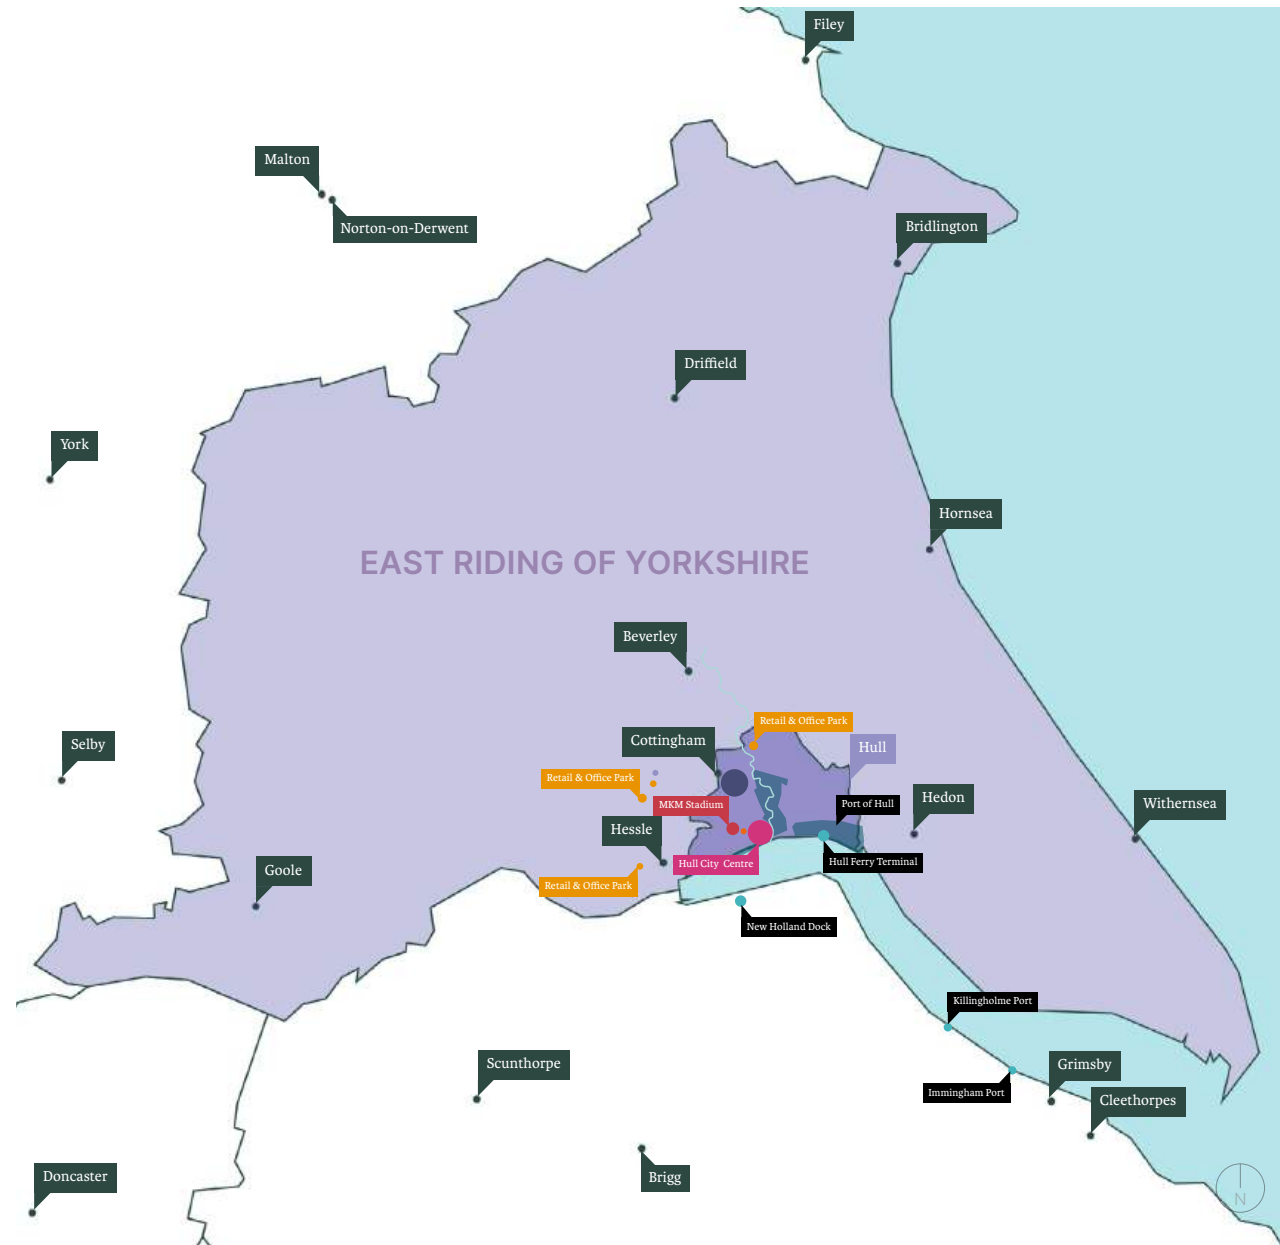 Filey
Malton
Norton-on-Derwent
Bridlington
Driffield
York
Hornsea
EAST RIDING OF YORKSHIRE
Beverley
Retail & Office Park
Selby
Cottingham
Hull
Retail & Office Park
MKM Stadium
Port of Hull
Hedon
Withernsea
Hessle
Hull City Centre
Hull Ferry Terminal
Goole
Retail & Office Park
New Holland Dock
Killingholme Port
Scunthorpe
Grimsby
Immingham Port
Cleethorpes
Doncaster
Brigg
N